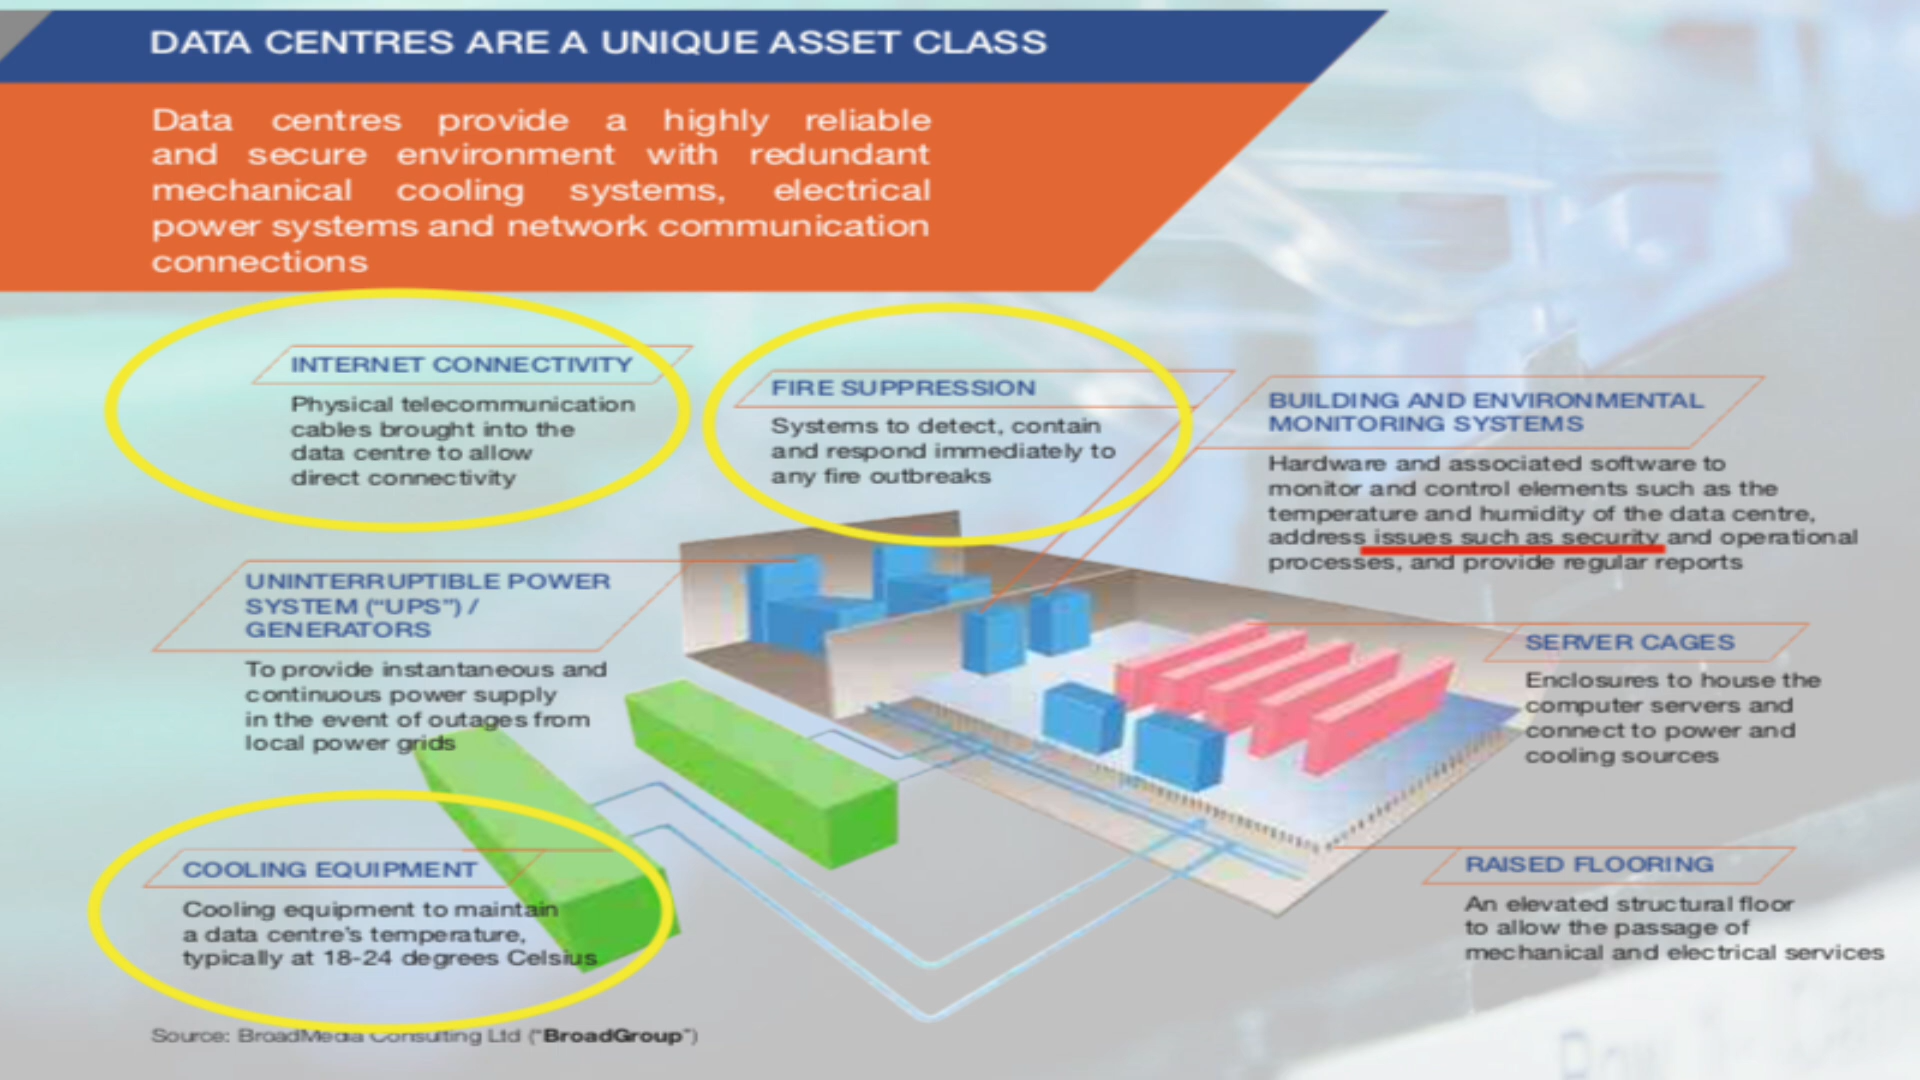 DATA CENTRES ARE A UNIQUE ASSET CLASS
Data centres provide a highly reliable
and secure environment with redundant
mechanical cooling systems, electrical
power systems and network communication
connections
INTERNET CONNECTIVITY
Physical telecommunication
cables brought into the
data centre to allow
direct connectivity
FIRE SUPPRESSION
Systems to detect, contain
and respond immediately to
any fire outbreaks
BUILDING AND ENVIRONMENTAL
MONITORING SYSTEMS
Hardware and associated software to
monitor and control elements such as the
temperature and humidity of the data centre,
address issues such as security and operational
processes, and provide regular reports
UNINTERRUPTIBLE POWER
SYSTEM (“UPS”) /
GENERATORS
To provide instantaneous and
continuous power supply
in the event of outages from
local power grids
SERVER CAGES
Enclosures to house the
computer servers and
connect to power and
cooling sources
COOLING EQUIPMENT
Cooling equipment to maintain
a data centre’s temperature,
typically at 18-24 degrees Celsius
RAISED FLOORING
An elevated structural floor
to allow the passage of
mechanical and electrical services
Source: BroadMedia Consulting Ltd (“BroadGroup”)